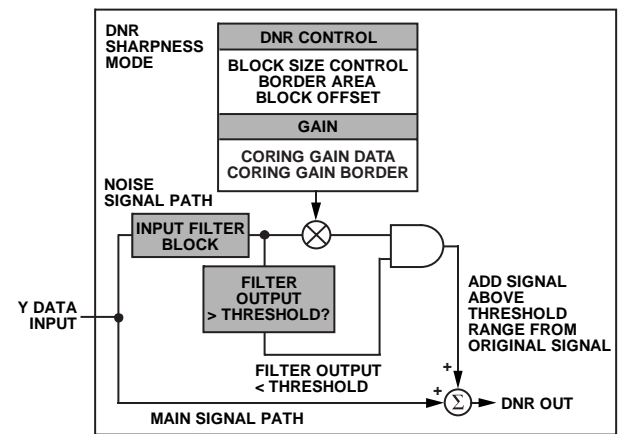 DNR
SHARPNESS
MODE
DNR CONTROL
BLOCK SIZE CONTROL
BORDER AREA
BLOCK OFFSET
GAIN
CORING GAIN DATA
CORING GAIN BORDER
NOISE
SIGNAL PATH
INPUT FILTER
BLOCK
FILTER
OUTPUT
> THRESHOLD?
Y DATA
INPUT
FILTER OUTPUT
< THRESHOLD
ADD SIGNAL
ABOVE
THRESHOLD
RANGE FROM
ORIGINAL SIGNAL
+
+
Σ
DNR OUT
MAIN SIGNAL PATH